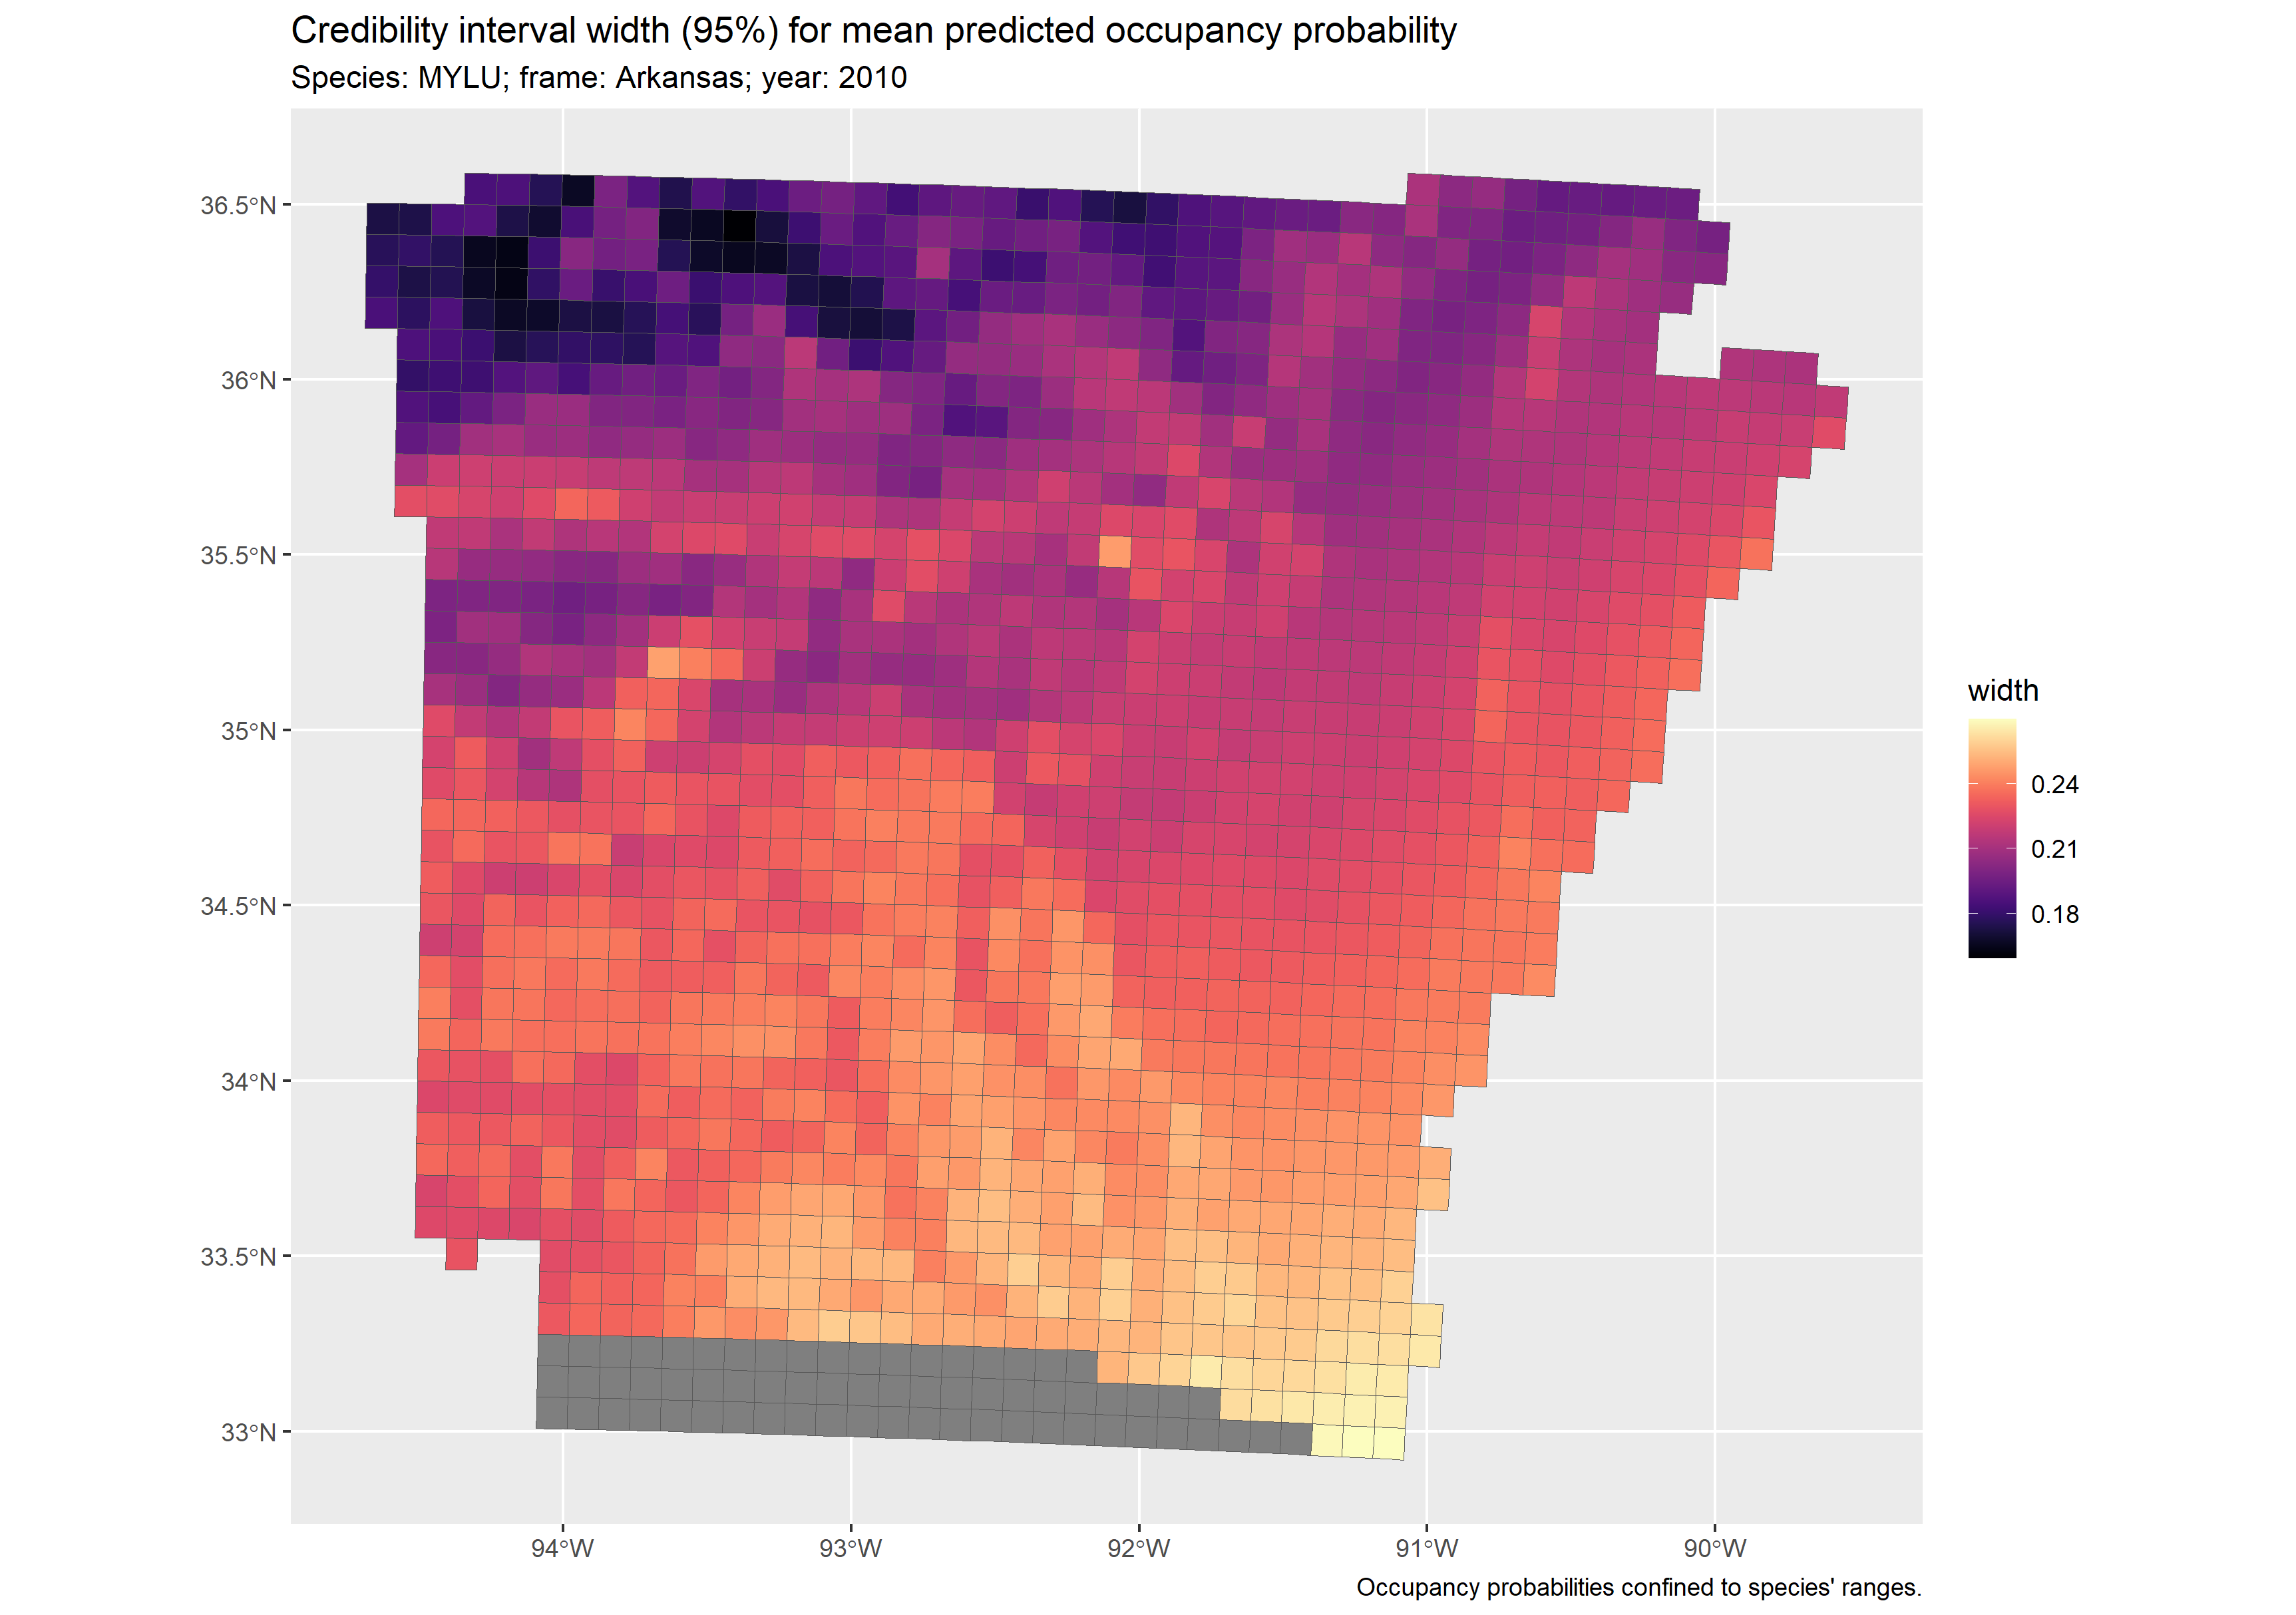 Credibility interval width (95%) for mean predicted occupancy probability
Species: MYLU; frame: Arkansas; year: 2010
36.5°N
36°N
35.5°N
35°N
34.5°N
34°N
33.5°N
33°N
94°W
93°W
92°W
91°W
90°W
width
0.24
0.21
0.18
Occupancy probabilities confined to species' ranges.